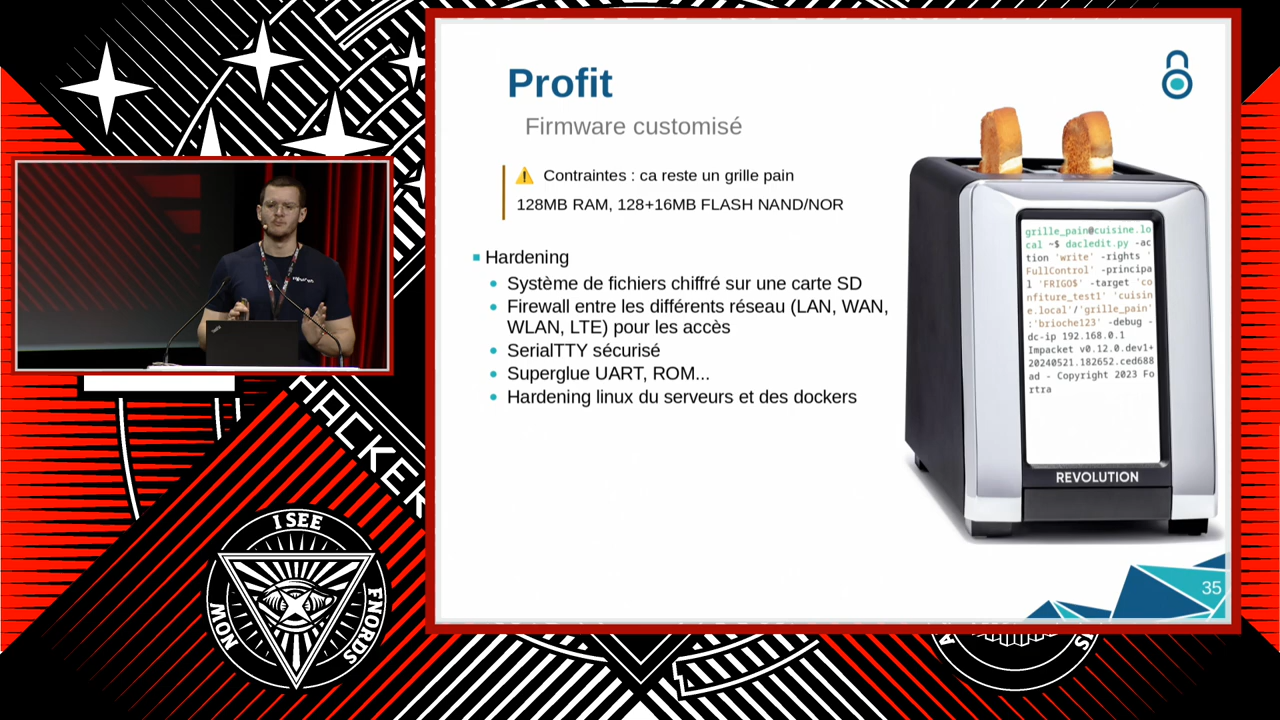 Profit
Firmware customisé
⚠ Contraintes : ca reste un grille pain
128MB RAM, 128+16MB FLASH NAND/NOR
Hardening
Système de fichiers chiffré sur une carte SD
Firewall entre les différents réseau (LAN, WAN,
WLAN, LTE) pour les accès
SerialTTY sécurisé
Superglue UART, ROM...
Hardening linux du serveurs et des dockers
grille_pain@cuisine.lo
cal ~$ dacledit.py -ac
tion 'write' -rights '
FullControl' -principa
l 'FRIGO$' -target 'co
nfiture_test1' 'cuisin
e.local'/'grille_pain'
:'brioche123' -debug -
dc-ip 192.168.0.1
Impacket v0.12.0.dev1+
20240521.182652.ced688
ad - Copyright 2023 Fo
rtra
REVOLUTION
35
HACKER
I SEE
FNORDS
NOW